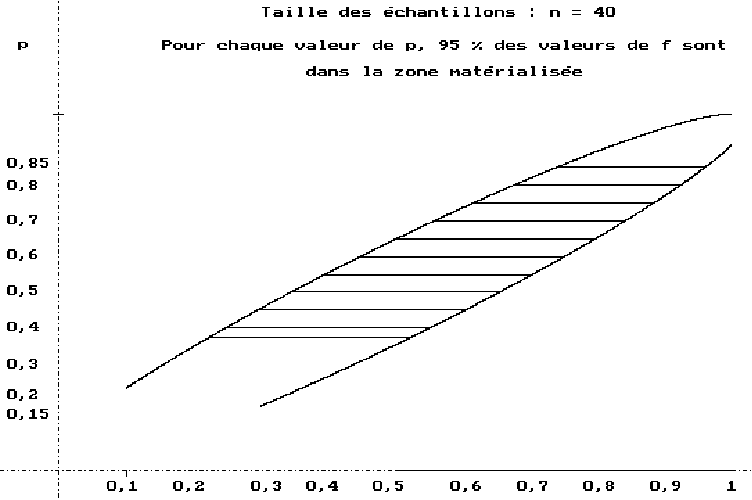 Taille des échantillons : n = 40
p
Pour chaque valeur de p, 95 % des valeurs de f sont
dans la zone matérialisée
0,85
0,8
0,7
0,6
0,5
0,4
0,3
0,2
0,15
0,1 0,2 0,3 0,4 0,5 0,6 0,7 0,8 0,9 1